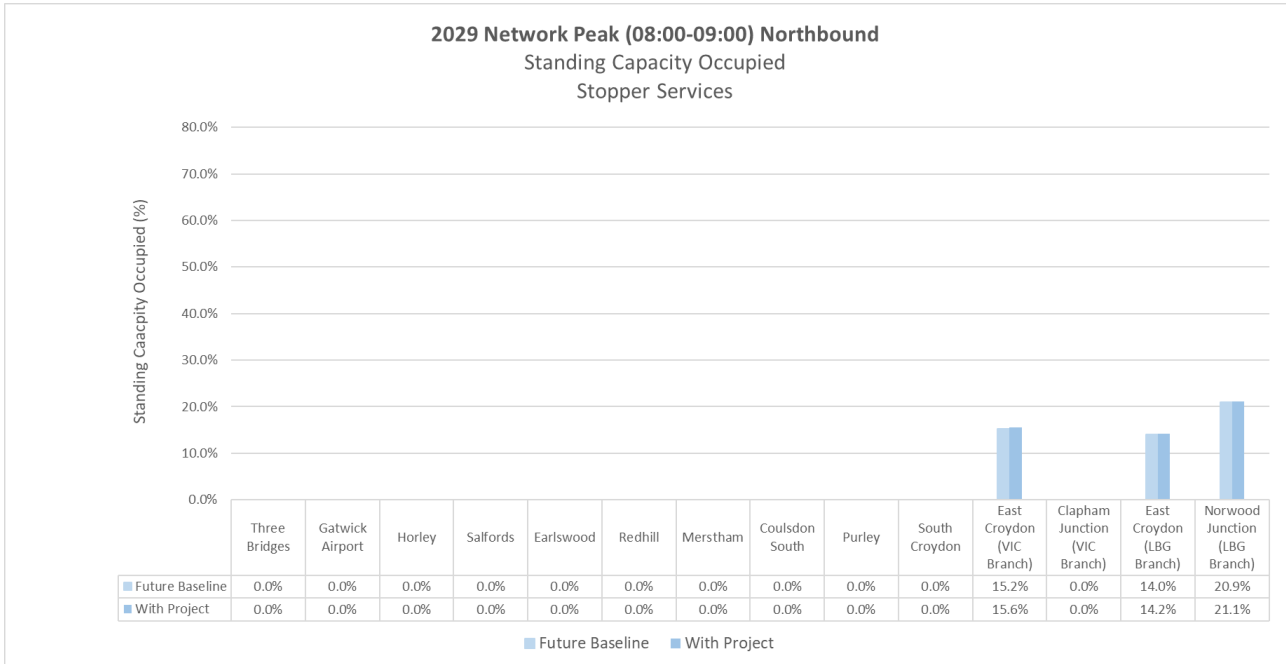 2029 Network Peak (08:00-09:00) Northbound
Standing Capacity Occupied
Stopper Services
Standing Caacpity Occupied (%)
80.0%
70.0%
60.0%
50.0%
40.0%
30.0%
20.0%
10.0%
0.0%
Three Bridges Gatwick Airport Horley Salfords Earlswood Redhill Merstham Coulsdon South Purley South Croydon East Croydon (VIC Branch) Clapham Junction (VIC Branch) East Croydon (LBG Branch) Norwood Junction (LBG Branch)
Future Baseline 0.0% 0.0% 0.0% 0.0% 0.0% 0.0% 0.0% 0.0% 0.0% 0.0% 15.2% 0.0% 14.0% 20.9%
With Project 0.0% 0.0% 0.0% 0.0% 0.0% 0.0% 0.0% 0.0% 0.0% 0.0% 15.6% 0.0% 14.2% 21.1%
Future Baseline With Project